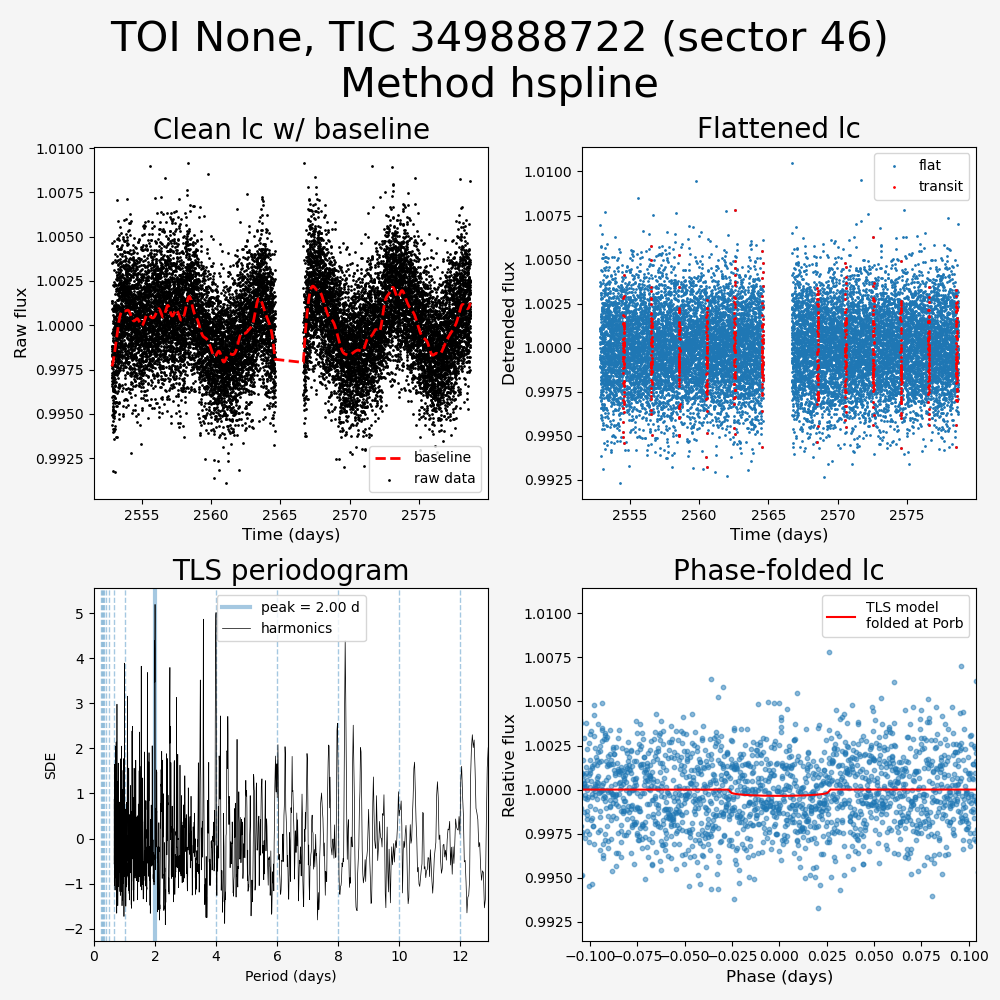 TOI None, TIC 349888722 (sector 46)
Method hspline
Clean lc w/ baseline
1.0100
1.0075
1.0050
1.0025
1.0000
0.9975
0.9950
0.9925
Raw flux
baseline
raw data
2555 2560 2565 2570 2575
Time (days)
Flattened lc
1.0100
1.0075
1.0050
1.0025
1.0000
0.9975
0.9950
0.9925
Detrended flux
flat
transit
2555 2560 2565 2570 2575
Time (days)
TLS periodogram
5
4
3
2
1
0
−1
−2
SDE
peak = 2.00 d
harmonics
0 2 4 6 8 10 12
Period (days)
Phase-folded lc
1.0100
1.0075
1.0050
1.0025
1.0000
0.9975
0.9950
0.9925
Relative flux
TLS model
folded at Porb
−0.100 −0.075 −0.050 −0.025 0.000 0.025 0.050 0.075 0.100
Phase (days)